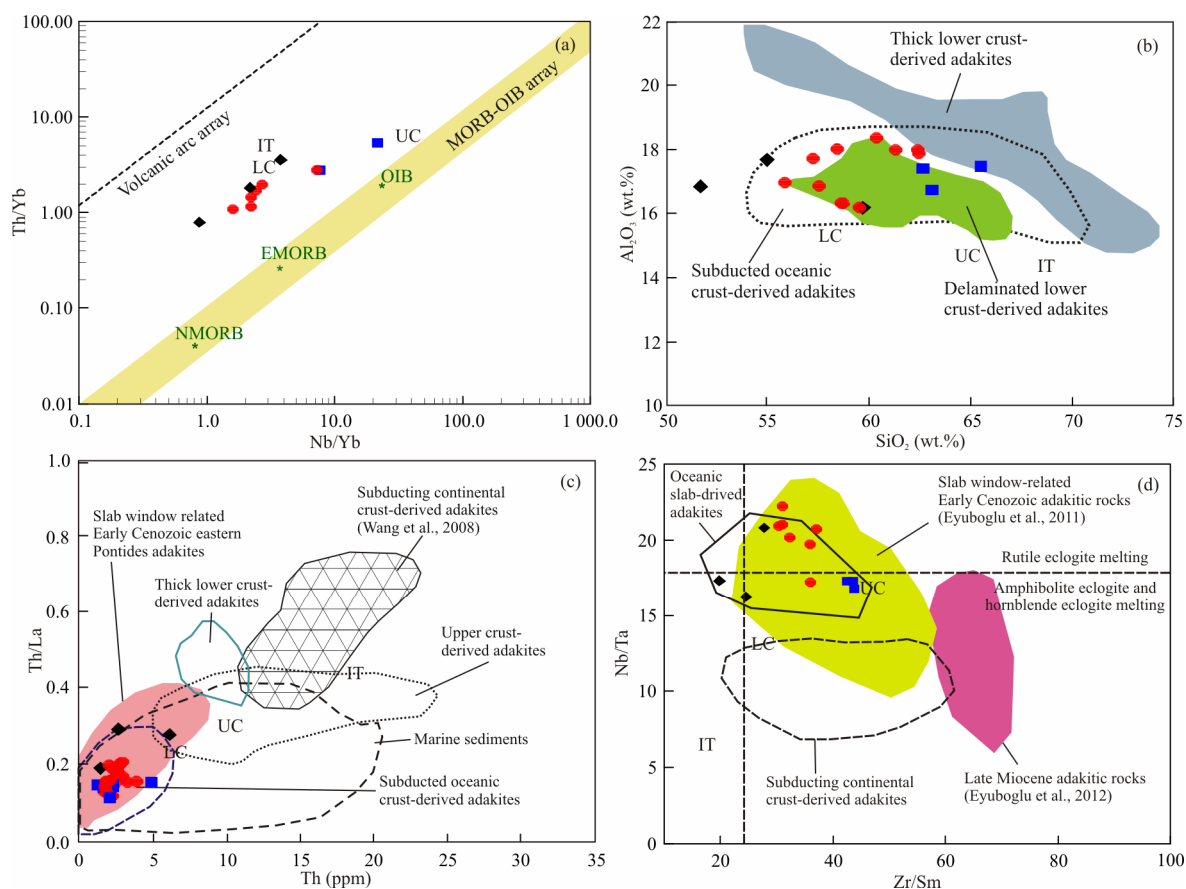 (a)
100.00
10.00
1.00
0.10
0.01
Th/Yb
0.1
1.0
10.0
100.0
1 000.0
Nb/Yb
Volcanic arc array
MORB-OIB array
IT
LC
UC
OIB
*
EMORB
*
NMORB
*
(b)
22
20
18
16
14
12
10
Al₂O₃ (wt.%)
50
55
60
65
70
75
SiO₂ (wt.%)
Thick lower crust-
derived adakites
LC
UC
IT
Subducted oceanic
crust-derived adakites
Delaminated lower
crust-derived adakites
(c)
1.0
0.8
0.6
0.4
0.2
0.0
Th/La
0
5
10
15
20
25
30
35
Th (ppm)
Subducting continental
crust-derived adakites
(Wang et al., 2008)
Slab window related
Early Cenozoic eastern
Pontides adakites
Thick lower crust-
derived adakites
Upper crust-
derived adakites
IT
UC
LC
Marine sediments
Subducted oceanic
crust-derived adakites
(d)
25
20
15
10
5
0
Nb/Ta
20
40
60
80
100
Zr/Sm
Oceanic
slab-drived
adakites
Slab window-related
Early Cenozoic adakitic rocks
(Eyuboglu et al., 2011)
Rutile eclogite melting
Amphibolite eclogite and
hornblende eclogite melting
UC
LC
IT
Subducting continental
crust-derived adakites
Late Miocene adakitic rocks
(Eyuboglu et al., 2012)